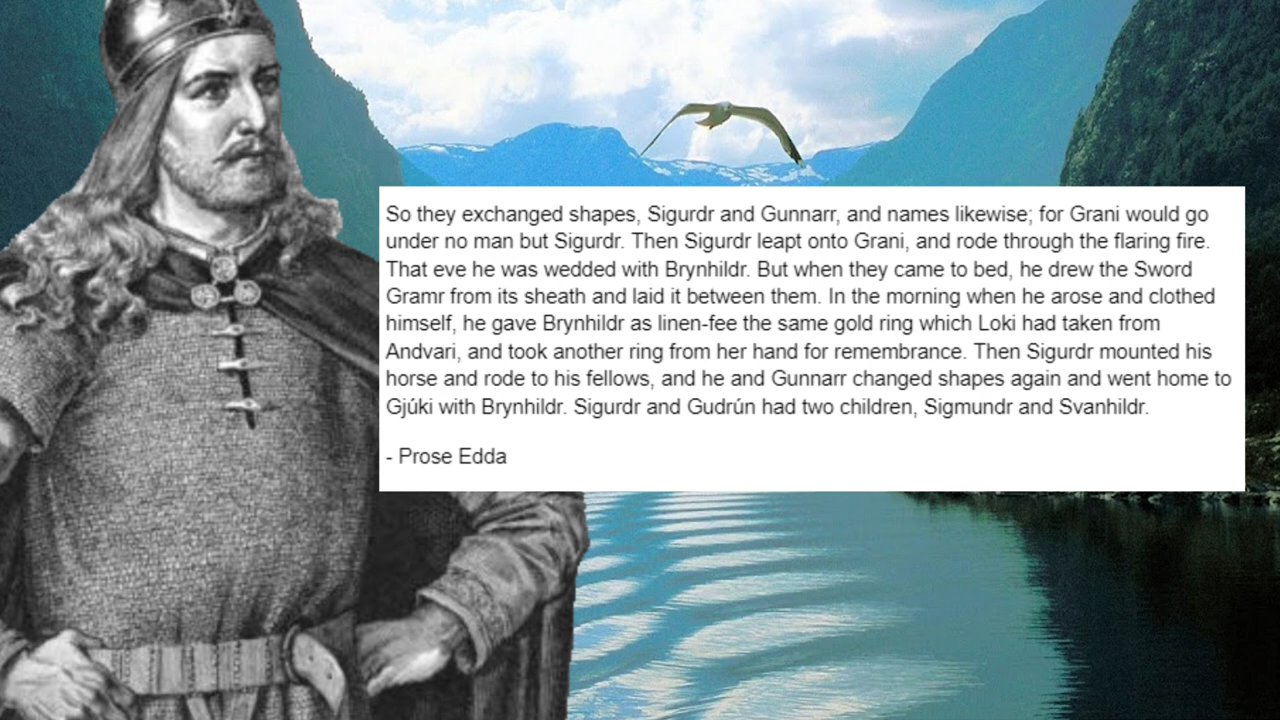 So they exchanged shapes, Sigurdr and Gunnarr, and names likewise; for Grani would go
under no man but Sigurdr. Then Sigurdr leapt onto Grani, and rode through the flaring fire.
That eve he was wedded with Brynhildr. But when they came to bed, he drew the Sword
Gramr from its sheath and laid it between them. In the morning when he arose and clothed
himself, he gave Brynhildr as linen-fee the same gold ring which Loki had taken from
Andvari, and took another ring from her hand for remembrance. Then Sigurdr mounted his
horse and rode to his fellows, and he and Gunnarr changed shapes again and went home to
Gjúki with Brynhildr. Sigurdr and Gudrún had two children, Sigmundr and Svanhildr.
- Prose Edda